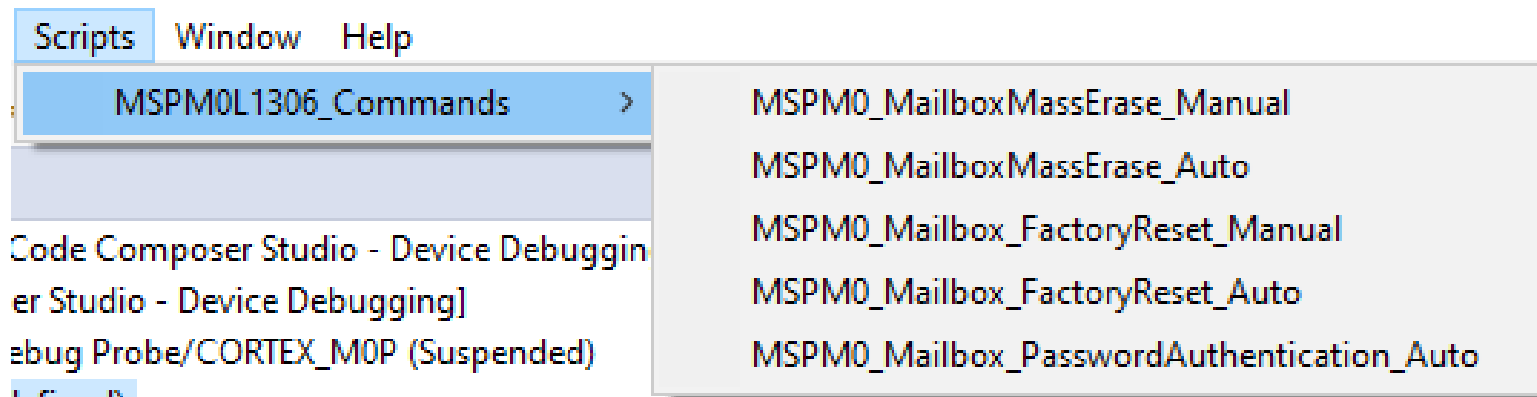 Scripts Window Help
MSPM0L1306_Commands >
MSPM0_MailboxMassErase_Manual
MSPM0_MailboxMassErase_Auto
MSPM0_Mailbox_FactoryReset_Manual
MSPM0_Mailbox_FactoryReset_Auto
MSPM0_Mailbox_PasswordAuthentication_Auto
Code Composer Studio - Device Debuggin
er Studio - Device Debugging]
ebug Probe/CORTEX_M0P (Suspended)